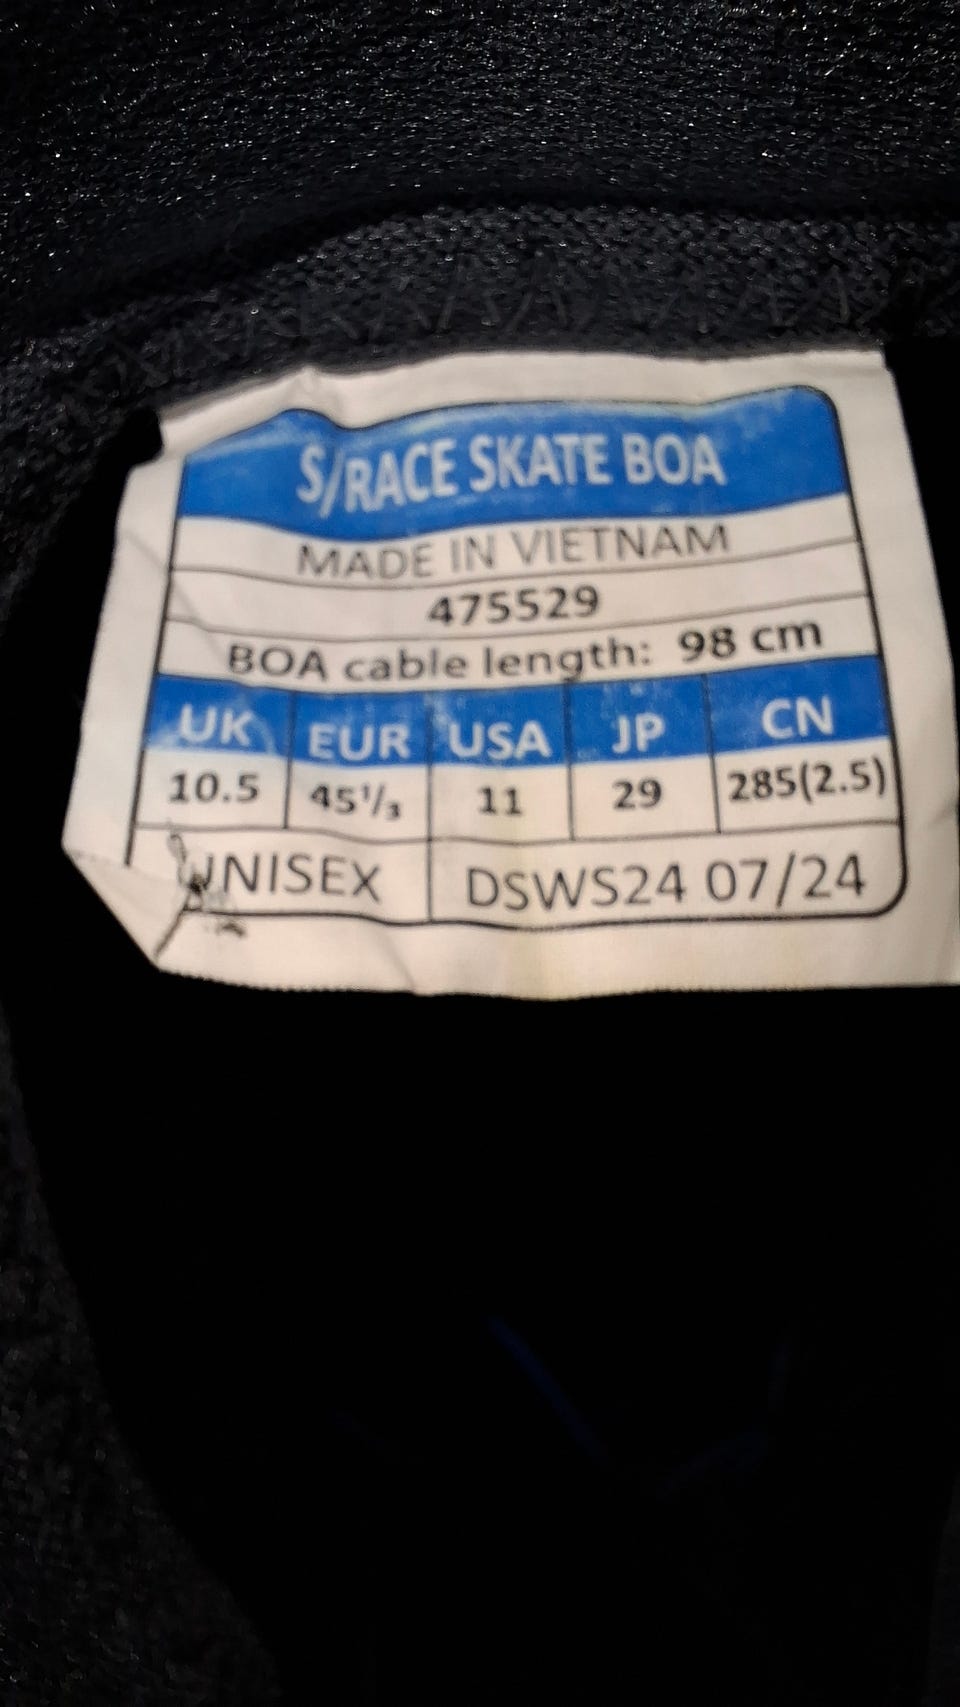 S/RACE SKATE BOA
MADE IN VIETNAM
475529
BOA cable length: 98 cm
UK EUR USA JP CN
10.5 45¹/₃ 11 29 285(2.5)
UNISEX DSWS24 07/24